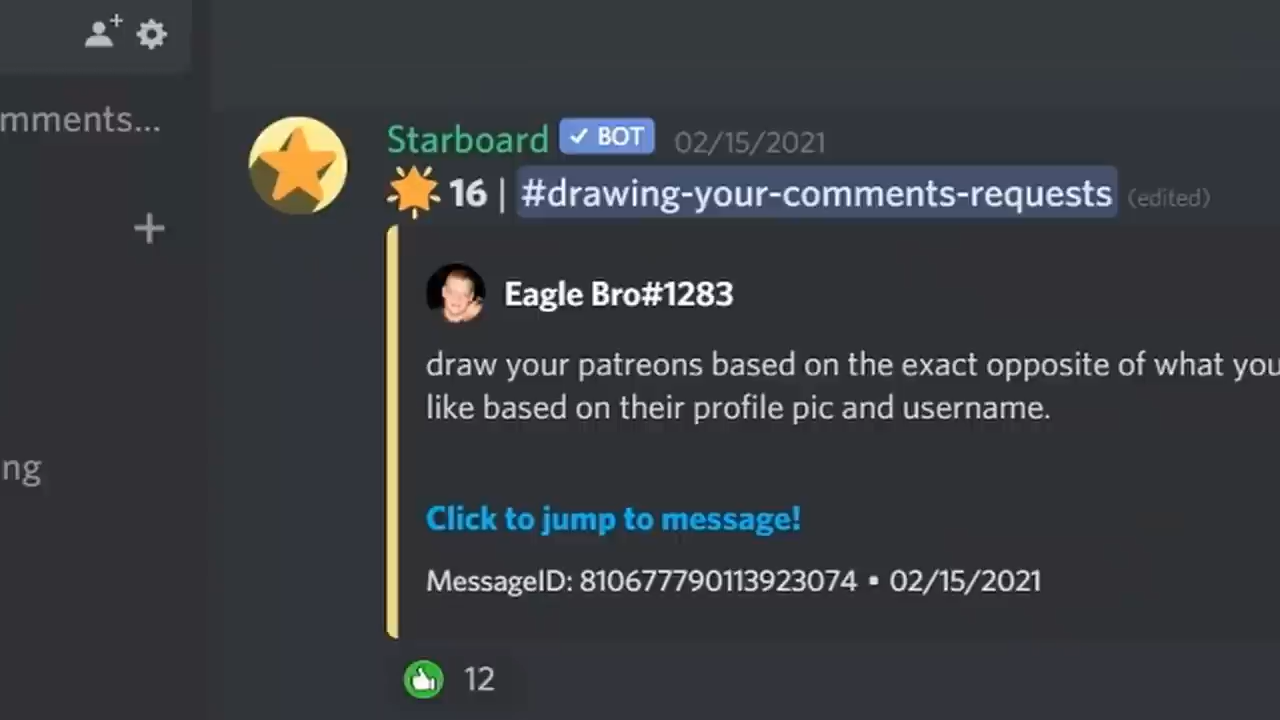 mments...
ng
Starboard ✓ BOT 02/15/2021
16 | #drawing-your-comments-requests (edited)
Eagle Bro#1283
draw your patreons based on the exact opposite of what you
like based on their profile pic and username.
Click to jump to message!
MessageID: 810677790113923074 • 02/15/2021
12